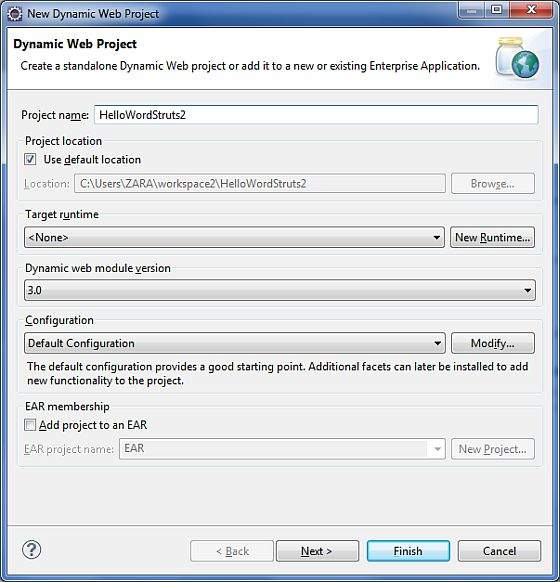 New Dynamic Web Project
Dynamic Web Project
Create a standalone Dynamic Web project or add it to a new or existing Enterprise Application.
Project name: HelloWordStruts2
Project location
Use default location
Location: C:\Users\ZARA\workspace2\HelloWordStruts2 Browse...
Target runtime
<None> New Runtime...
Dynamic web module version
3.0
Configuration
Default Configuration Modify...
The default configuration provides a good starting point. Additional facets can later be installed to
add new functionality to the project.
EAR membership
Add project to an EAR
EAR project name: EAR New Project...
? < Back Next > Finish Cancel